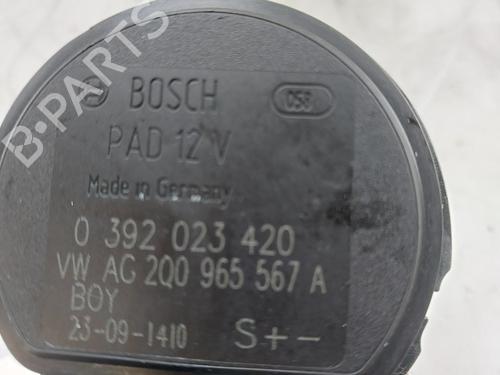 BOSCH 058
PAD 12 V
Made in Germany
0 392 023 420
VW AG 2Q0 965 567 A
BOY
23-09-1410 S+-
B-PARTS